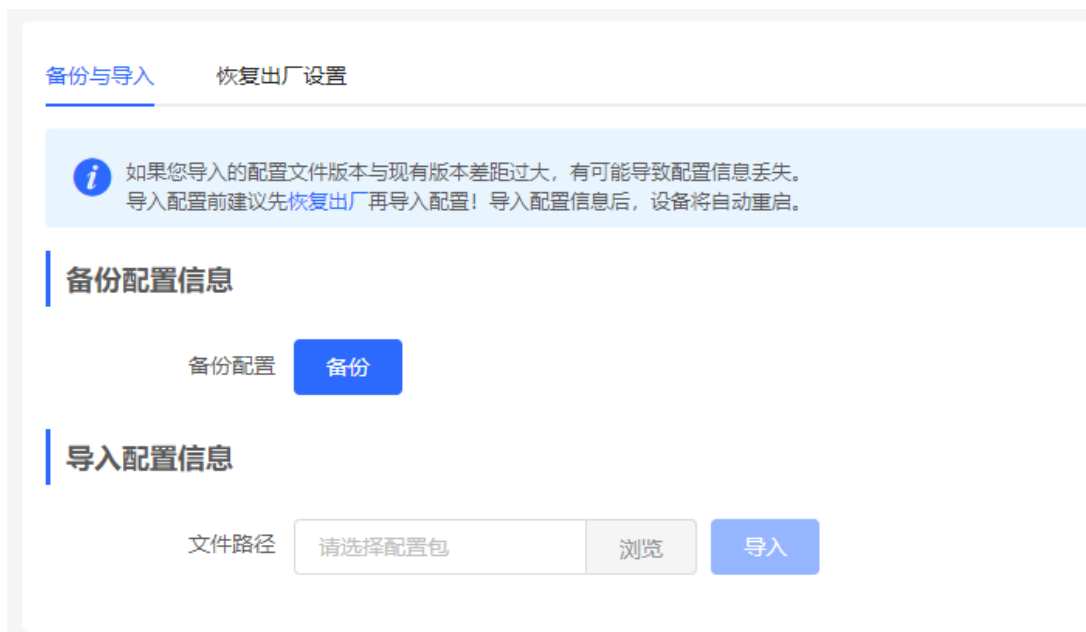 备份与导入 恢复出厂设置
如果您导入的配置文件版本与现有版本差距过大，有可能导致配置信息丢失。
导入配置前建议先恢复出厂再导入配置！导入配置信息后，设备将自动重启。
备份配置信息
备份配置 备份
导入配置信息
文件路径 请选择配置包 浏览 导入